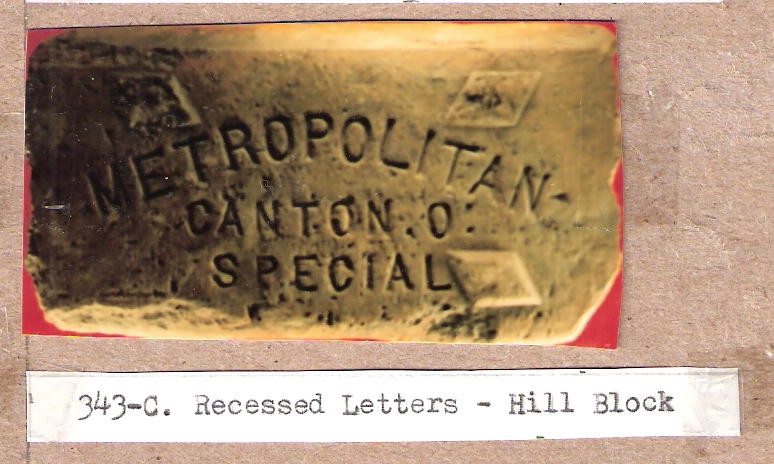 METROPOLITAN-
CANTON.O.
SPECIAL
343-C. Recessed Letters - Hill Block